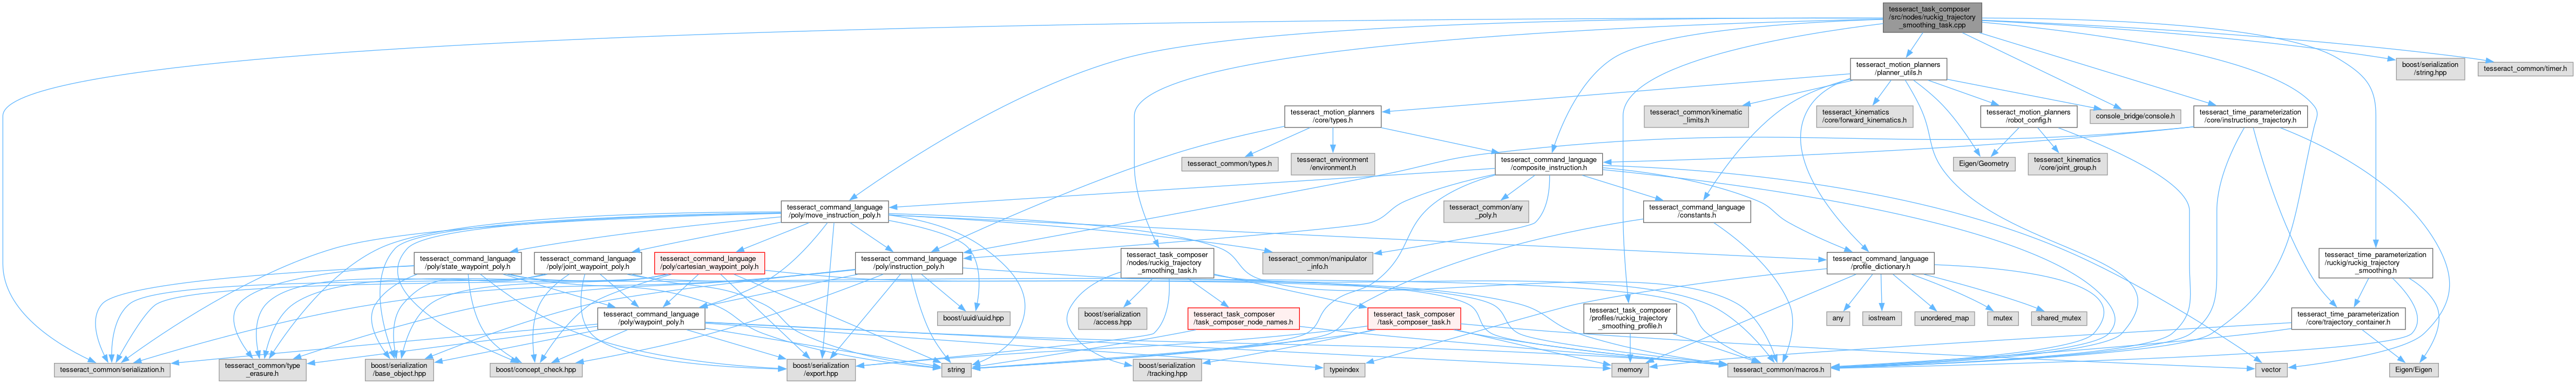 tesseract_task_composer
/src/nodes/ruckig_trajectory
_smoothing_task.cpp
tesseract_motion_planners
/planner_utils.h
boost/serialization
/string.hpp
tesseract_common/timer.h
tesseract_motion_planners
/core/types.h
tesseract_common/kinematic
_limits.h
tesseract_kinematics
/core/forward_kinematics.h
tesseract_motion_planners
/robot_config.h
console_bridge/console.h
tesseract_time_parameterization
/core/instructions_trajectory.h
tesseract_common/types.h
tesseract_environment
/environment.h
tesseract_command_language
/composite_instruction.h
Eigen/Geometry
tesseract_kinematics
/core/joint_group.h
tesseract_command_language
/poly/move_instruction_poly.h
tesseract_common/any
_poly.h
tesseract_command_language
/constants.h
tesseract_command_language
/poly/state_waypoint_poly.h
tesseract_command_language
/poly/joint_waypoint_poly.h
tesseract_command_language
/poly/cartesian_waypoint_poly.h
tesseract_command_language
/poly/instruction_poly.h
tesseract_task_composer
/nodes/ruckig_trajectory
_smoothing_task.h
tesseract_common/manipulator
_info.h
tesseract_command_language
/profile_dictionary.h
tesseract_time_parameterization
/ruckig/ruckig_trajectory
_smoothing.h
tesseract_command_language
/poly/waypoint_poly.h
boost/uuid/uuid.hpp
boost/serialization
/access.hpp
tesseract_task_composer
/task_composer_node_names.h
tesseract_task_composer
/task_composer_task.h
tesseract_task_composer
/profiles/ruckig_trajectory
_smoothing_profile.h
any
iostream
unordered_map
mutex
shared_mutex
tesseract_time_parameterization
/core/trajectory_container.h
tesseract_common/serialization.h
tesseract_common/type
_erasure.h
boost/serialization
/base_object.hpp
boost/concept_check.hpp
boost/serialization
/export.hpp
string
boost/serialization
/tracking.hpp
typeindex
memory
tesseract_common/macros.h
vector
Eigen/Eigen